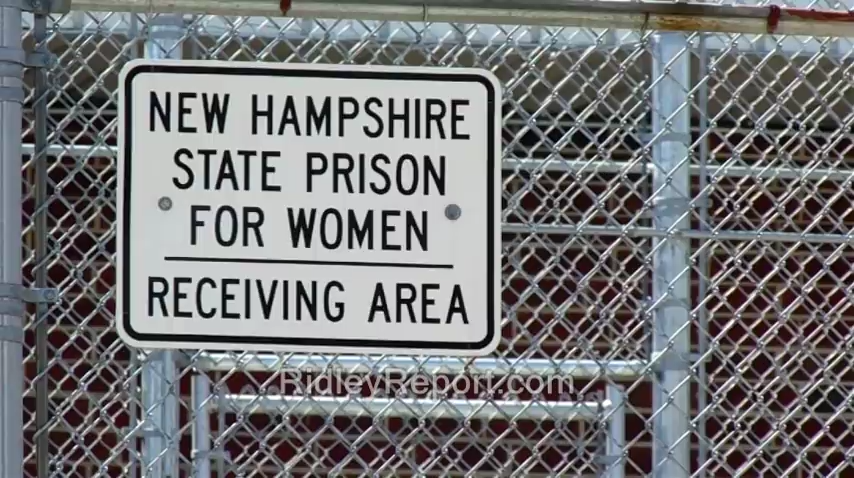 NEW HAMPSHIRE
STATE PRISON
FOR WOMEN
RECEIVING AREA
RidleyReport.com